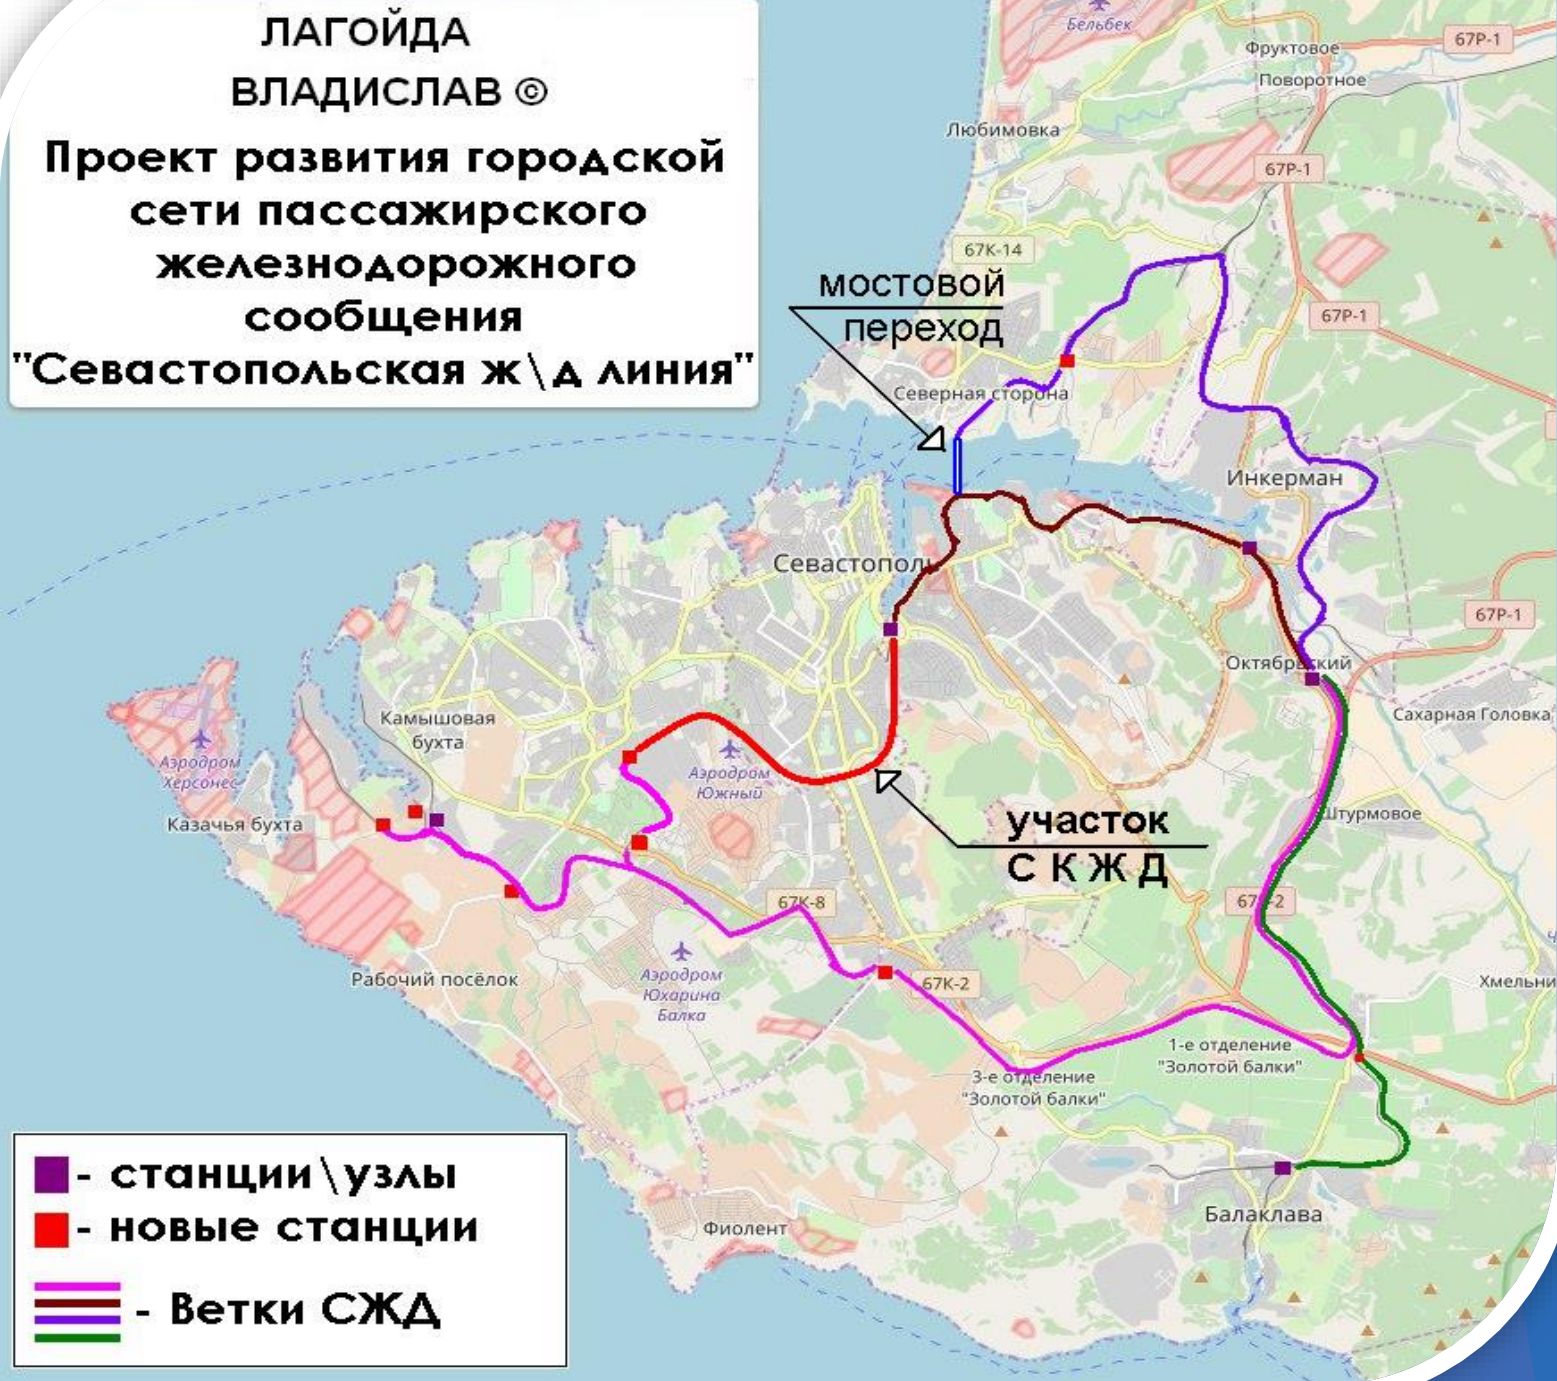 ЛАГОЙДА
ВЛАДИСЛАВ ©
Проект развития городской
сети пассажирского
железнодорожного
сообщения
"Севастопольская ж\д линия"
Бельбек
Фруктовое
67Р-1
Поворотное
Любимовка
67Р-1
67К-14
мостовой
переход
67Р-1
Северная сторона
Инкерман
Севастополь
67Р-1
Октябрьский
Сахарная Головка
Камышовая
бухта
Аэродром
Херсонес
Аэродром
Южный
Казачья бухта
Штурмовое
участок
С К Ж Д
67К-8
Рабочий посёлок
Аэродром
Юхарина
Балка
67К-2
Хмельни
1-е отделение
"Золотой балки"
3-е отделение
"Золотой балки"
Балаклава
Фиолент
- станции\узлы
- новые станции
- Ветки СЖД